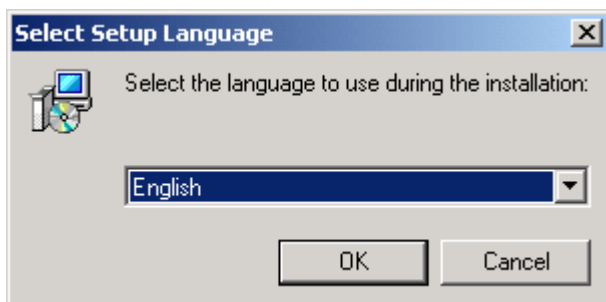 Select Setup Language
Select the language to use during the installation:
English
OK
Cancel